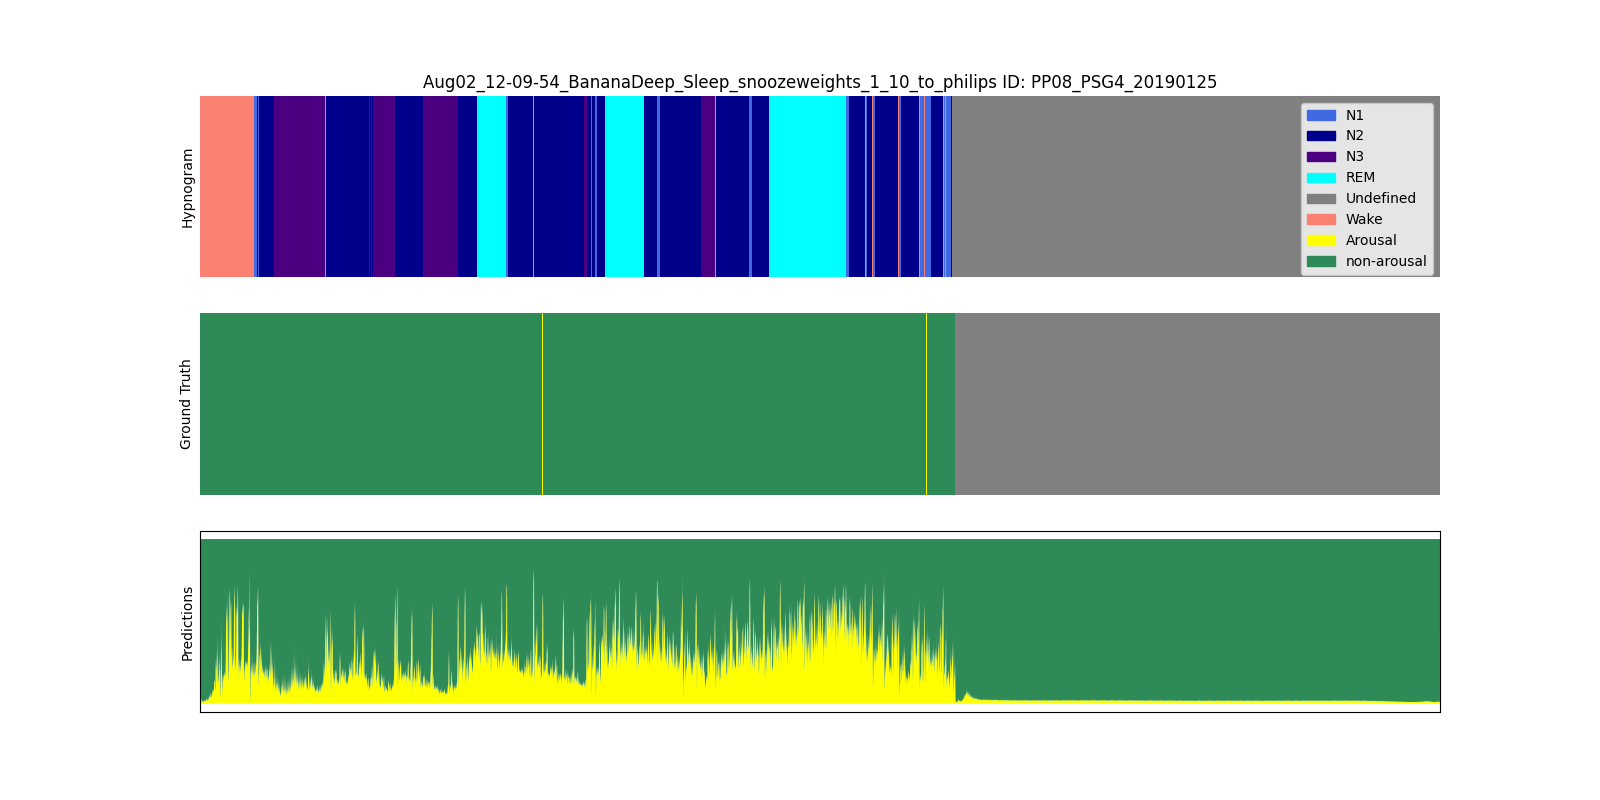 Aug02_12-09-54_BananaDeep_Sleep_snoozeweights_1_10_to_philips ID: PP08_PSG4_20190125
Hypnogram
N1
N2
N3
REM
Undefined
Wake
Arousal
non-arousal
Ground Truth
Predictions